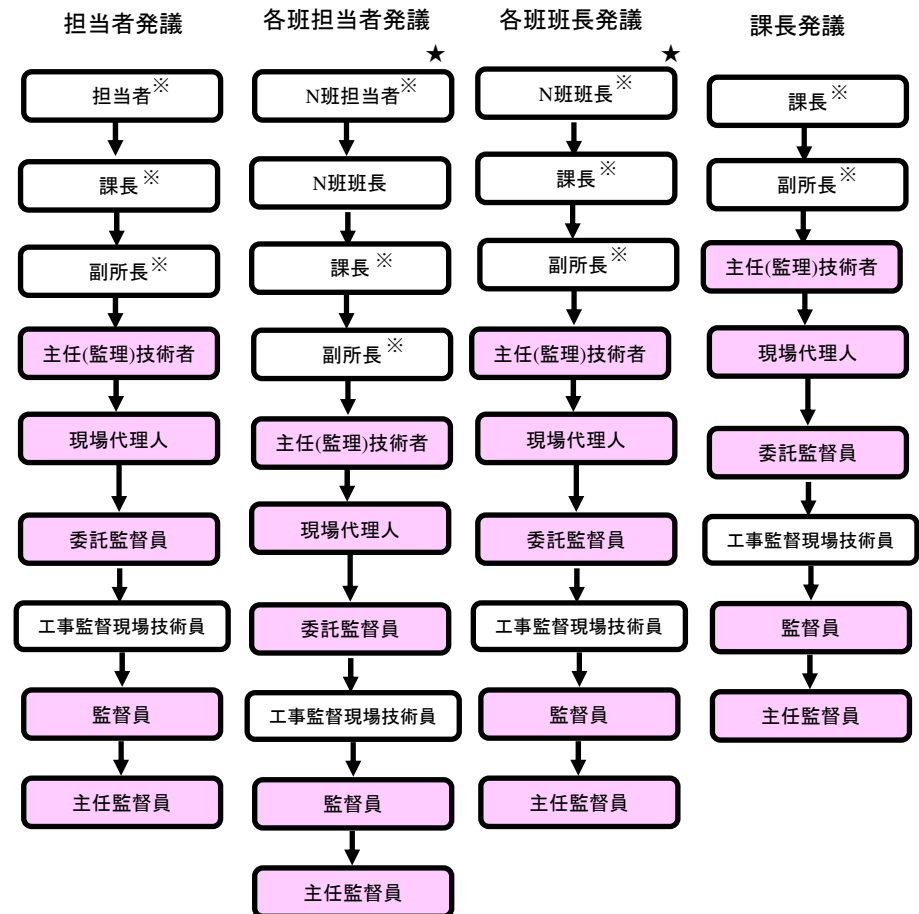 担当者発議
担当者※
課長※
副所長※
主任(監理)技術者
現場代理人
委託監督員
工事監督現場技術員
監督員
主任監督員
各班担当者発議
★
N班担当者※
N班班長
課長※
副所長※
主任(監理)技術者
現場代理人
委託監督員
工事監督現場技術員
監督員
主任監督員
各班班長発議
★
N班班長※
課長※
副所長※
主任(監理)技術者
現場代理人
委託監督員
工事監督現場技術員
監督員
主任監督員
課長発議
課長※
副所長※
主任(監理)技術者
現場代理人
委託監督員
工事監督現場技術員
監督員
主任監督員